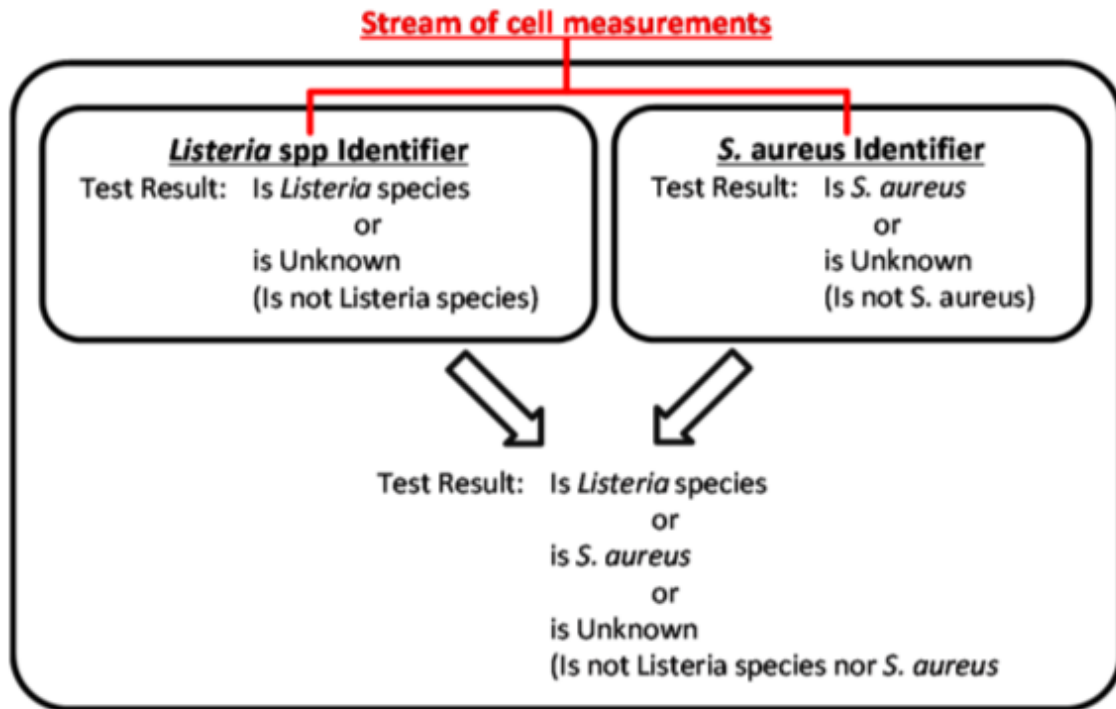 Stream of cell measurements
Listeria spp Identifier
Test Result: Is Listeria species
or
is Unknown
(Is not Listeria species)
S. aureus Identifier
Test Result: Is S. aureus
or
is Unknown
(Is not S. aureus)
Test Result: Is Listeria species
or
is S. aureus
or
is Unknown
(Is not Listeria species nor S. aureus